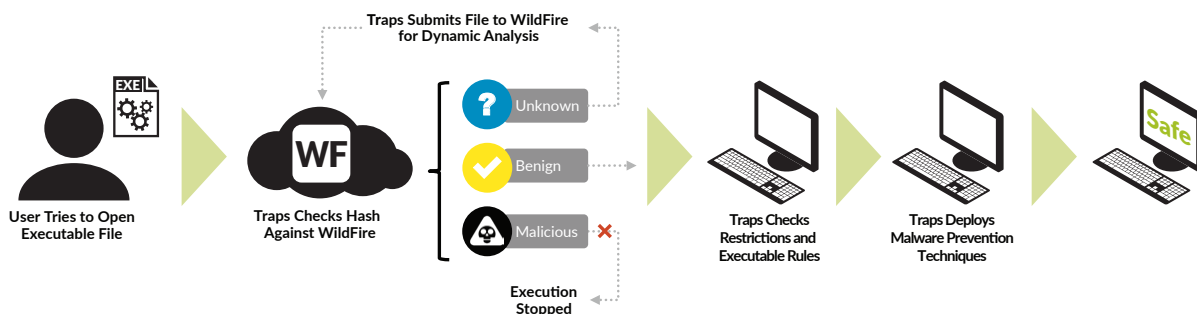 Traps Submits File to WildFire
for Dynamic Analysis
EXE
User Tries to Open
Executable File
WF
Traps Checks Hash
Against WildFire
?
Unknown
Benign
Malicious
Execution
Stopped
Traps Checks
Restrictions and
Executable Rules
Traps Deploys
Malware Prevention
Techniques
Safe